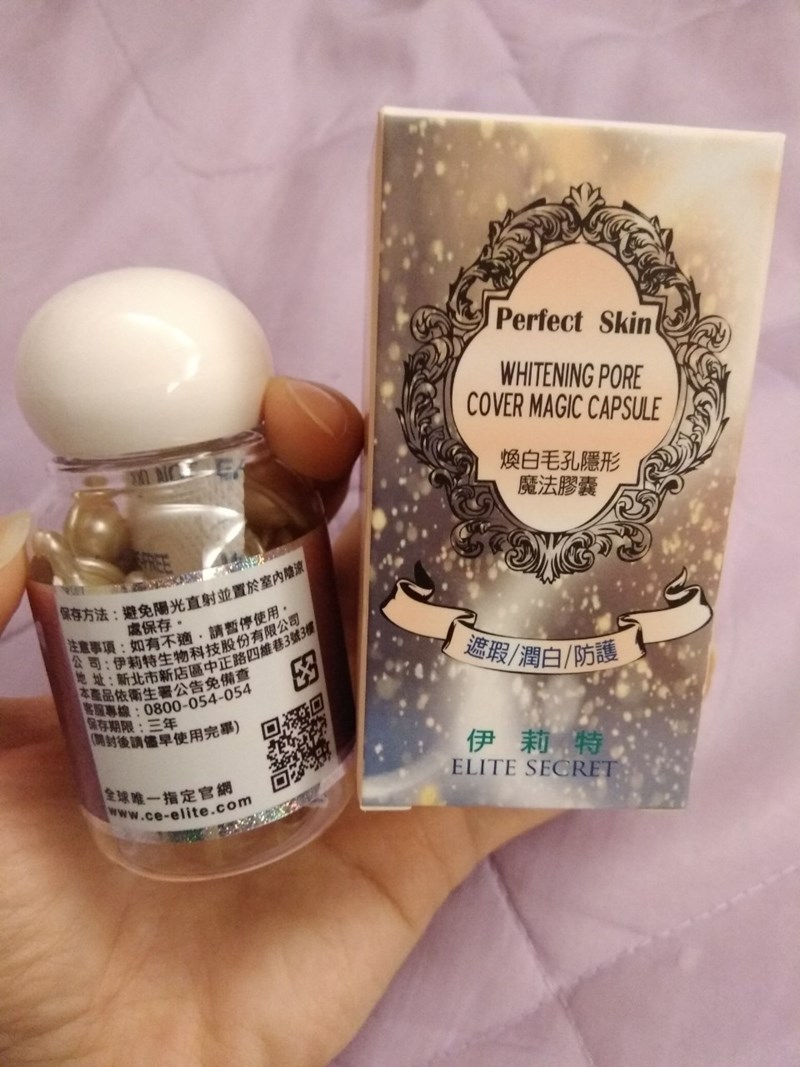 保存方法：避免陽光直射並置於室內陰涼
處保存。
注意事項：如有不適，請暫停使用。
公司：伊莉特生物科技股份有限公司
地址：新北市新店區中正路四維巷3號3樓
本產品依衛生署公告免備查
客服專線：0800-054-054
保存期限：三年
(開封後請儘早使用完畢)
全球唯一指定官網
www.ce-elite.com
Perfect Skin
WHITENING PORE
COVER MAGIC CAPSULE
煥白毛孔隱形
魔法膠囊
遮瑕/潤白/防護
伊莉特
ELITE SECRET